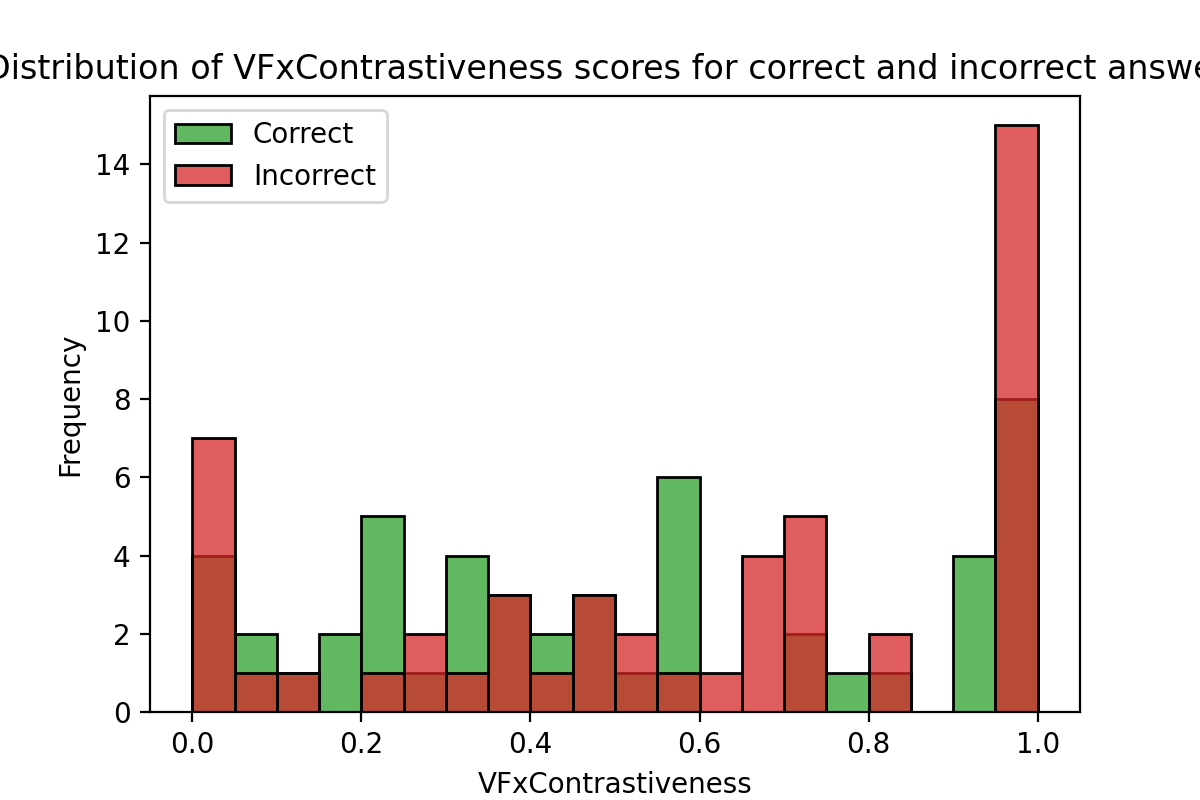 Distribution of VFxContrastiveness scores for correct and incorrect
Correct
Incorrect
14
12
10
8
6
4
2
0
Frequency
0.0 0.2 0.4 0.6 0.8 1.0
VFxContrastiveness